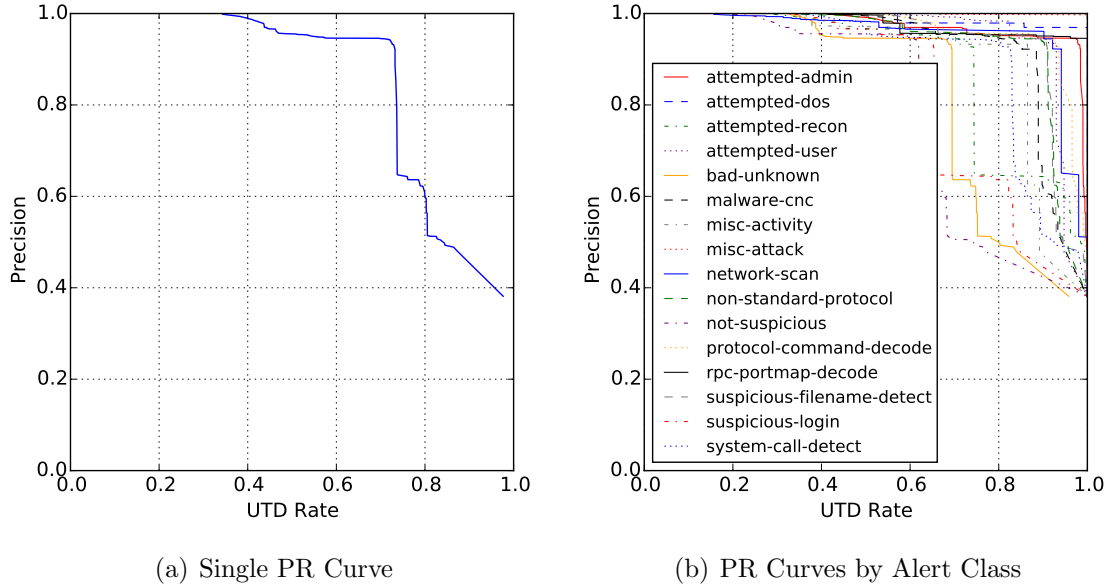 1.0
0.8
0.6
0.4
0.2
0.0
Precision
0.0 0.2 0.4 0.6 0.8 1.0
UTD Rate
(a) Single PR Curve
1.0
0.8
0.6
0.4
0.2
0.0
Precision
attempted-admin
attempted-dos
attempted-recon
attempted-user
bad-unknown
malware-cnc
misc-activity
misc-attack
network-scan
non-standard-protocol
not-suspicious
protocol-command-decode
rpc-portmap-decode
suspicious-filename-detect
suspicious-login
system-call-detect
0.0 0.2 0.4 0.6 0.8 1.0
UTD Rate
(b) PR Curves by Alert Class